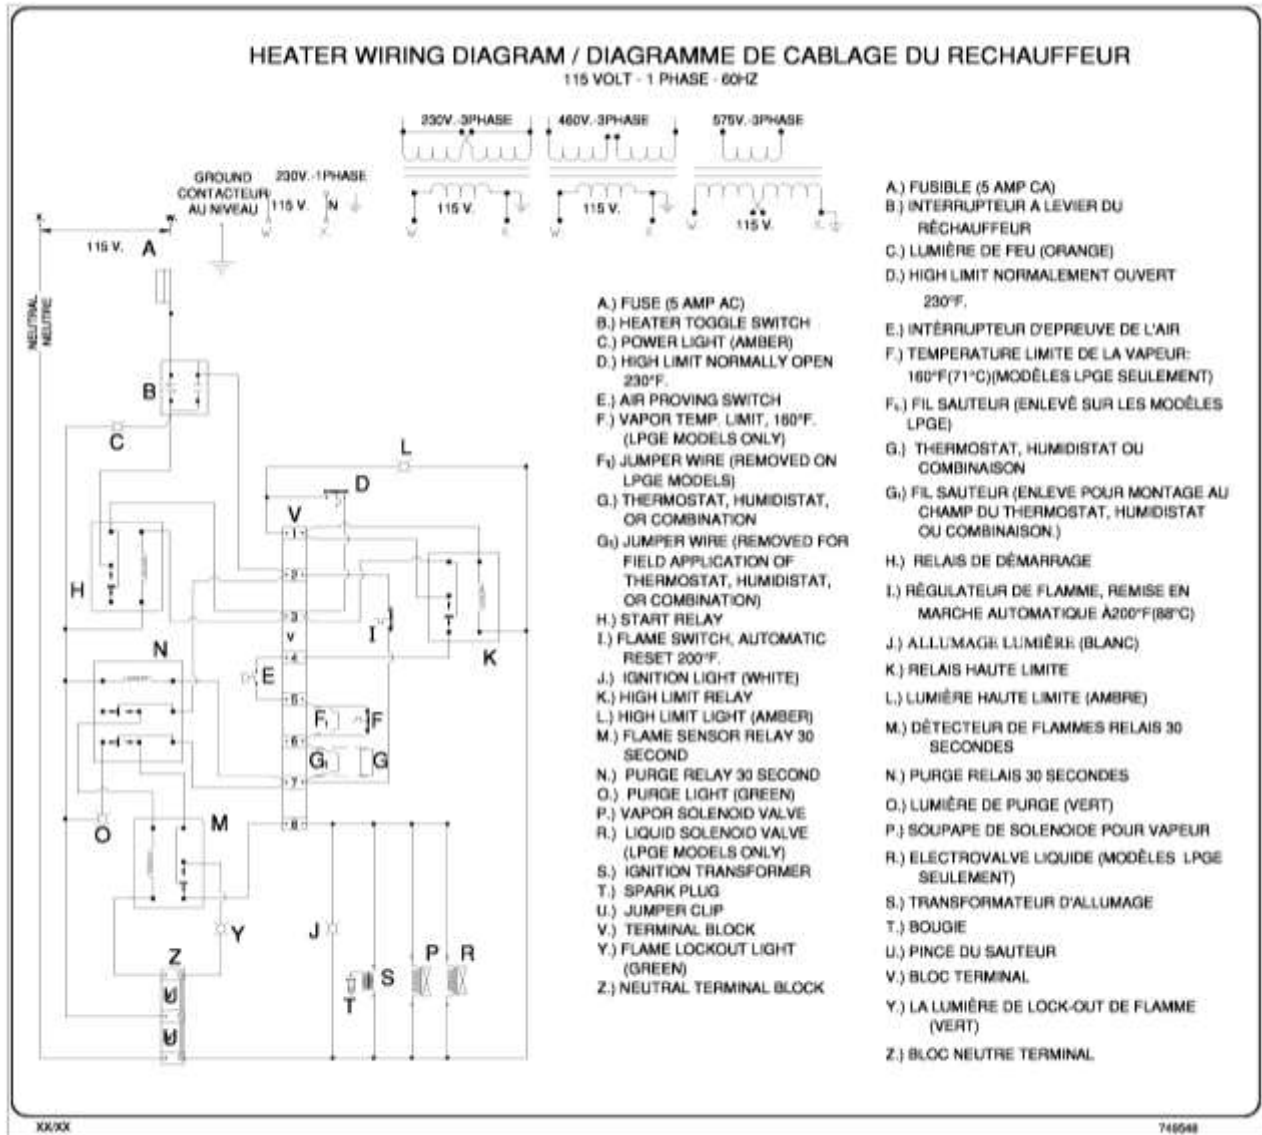 HEATER WIRING DIAGRAM / DIAGRAMME DE CABLAGE DU RECHAUFFEUR
115 VOLT - 1 PHASE - 60HZ
230V.-3PHASE
460V.-3PHASE
575V.-3PHASE
GROUND
CONTACTEUR
AU NIVEAU
230V.-1PHASE
115 V.
N
115 V.
115 V.
115 V.
115 V.
NEUTRAL
NEUTRE
A
B
C
L
D
V
1
2
3
V
4
5
6
7
8
H
I
K
N
E
F₁
F
G₁
G
O
M
Y
J
Z
S
T
P
R
A.) FUSE (5 AMP AC)
B.) HEATER TOGGLE SWITCH
C.) POWER LIGHT (AMBER)
D.) HIGH LIMIT NORMALLY OPEN
230°F.
E.) AIR PROVING SWITCH
F.) VAPOR TEMP. LIMIT, 160°F.
(LPGE MODELS ONLY)
F₁) JUMPER WIRE (REMOVED ON
LPGE MODELS)
G.) THERMOSTAT, HUMIDISTAT,
OR COMBINATION
G₁) JUMPER WIRE (REMOVED FOR
FIELD APPLICATION OF
THERMOSTAT, HUMIDISTAT,
OR COMBINATION)
H.) START RELAY
I.) FLAME SWITCH, AUTOMATIC
RESET 200°F.
J.) IGNITION LIGHT (WHITE)
K.) HIGH LIMIT RELAY
L.) HIGH LIMIT LIGHT (AMBER)
M.) FLAME SENSOR RELAY 30
SECOND
N.) PURGE RELAY 30 SECOND
O.) PURGE LIGHT (GREEN)
P.) VAPOR SOLENOID VALVE
R.) LIQUID SOLENOID VALVE
(LPGE MODELS ONLY)
S.) IGNITION TRANSFORMER
T.) SPARK PLUG
U.) JUMPER CLIP
V.) TERMINAL BLOCK
Y.) FLAME LOCKOUT LIGHT
(GREEN)
Z.) NEUTRAL TERMINAL BLOCK
A.) FUSIBLE (5 AMP CA)
B.) INTERRUPTEUR A LEVIER DU
RÉCHAUFFEUR
C.) LUMIÈRE DE FEU (ORANGE)
D.) HIGH LIMIT NORMALEMENT OUVERT
230°F.
E.) INTÉRRUPTEUR D'EPREUVE DE L'AIR
F.) TEMPERATURE LIMITE DE LA VAPEUR:
160°F(71°C)(MODÈLES LPGE SEULEMENT)
F₁.) FIL SAUTEUR (ENLEVÉ SUR LES MODÈLES
LPGE)
G.) THERMOSTAT, HUMIDISTAT OU
COMBINAISON
G₁) FIL SAUTEUR (ENLEVE POUR MONTAGE AU
CHAMP DU THERMOSTAT, HUMIDISTAT
OU COMBINAISON.)
H.) RELAIS DE DÉMARRAGE
I.) RÉGULATEUR DE FLAMME, REMISE EN
MARCHE AUTOMATIQUE À200°F(88°C)
J.) ALLUMAGE LUMIÈRE (BLANC)
K.) RELAIS HAUTE LIMITE
L.) LUMIÈRE HAUTE LIMITE (AMBRE)
M.) DÉTECTEUR DE FLAMMES RELAIS 30
SECONDES
N.) PURGE RELAIS 30 SECONDES
O.) LUMIÈRE DE PURGE (VERT)
P.) SOUPAPE DE SOLENOIDE POUR VAPEUR
R.) ELECTROVALVE LIQUIDE (MODÈLES LPGE
SEULEMENT)
S.) TRANSFORMATEUR D'ALLUMAGE
T.) BOUGIE
U.) PINCE DU SAUTEUR
V.) BLOC TERMINAL
Y.) LA LUMIÈRE DE LOCK-OUT DE FLAMME
(VERT)
Z.) BLOC NEUTRE TERMINAL
XX/XX